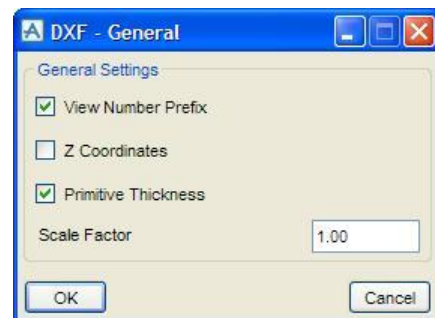 DXF - General
General Settings
View Number Prefix
Z Coordinates
Primitive Thickness
Scale Factor 1.00
OK Cancel